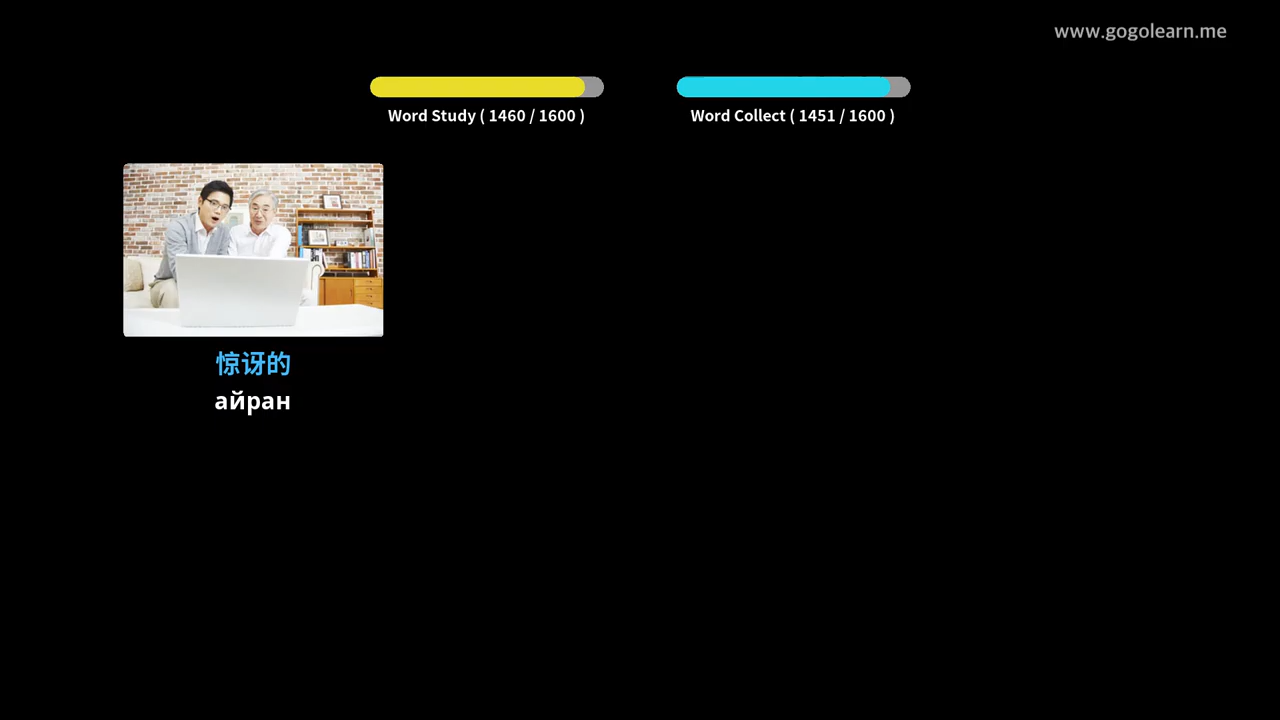 www.gogolearn.me
Word Study ( 1460 / 1600 )
Word Collect ( 1451 / 1600 )
惊讶的
айран